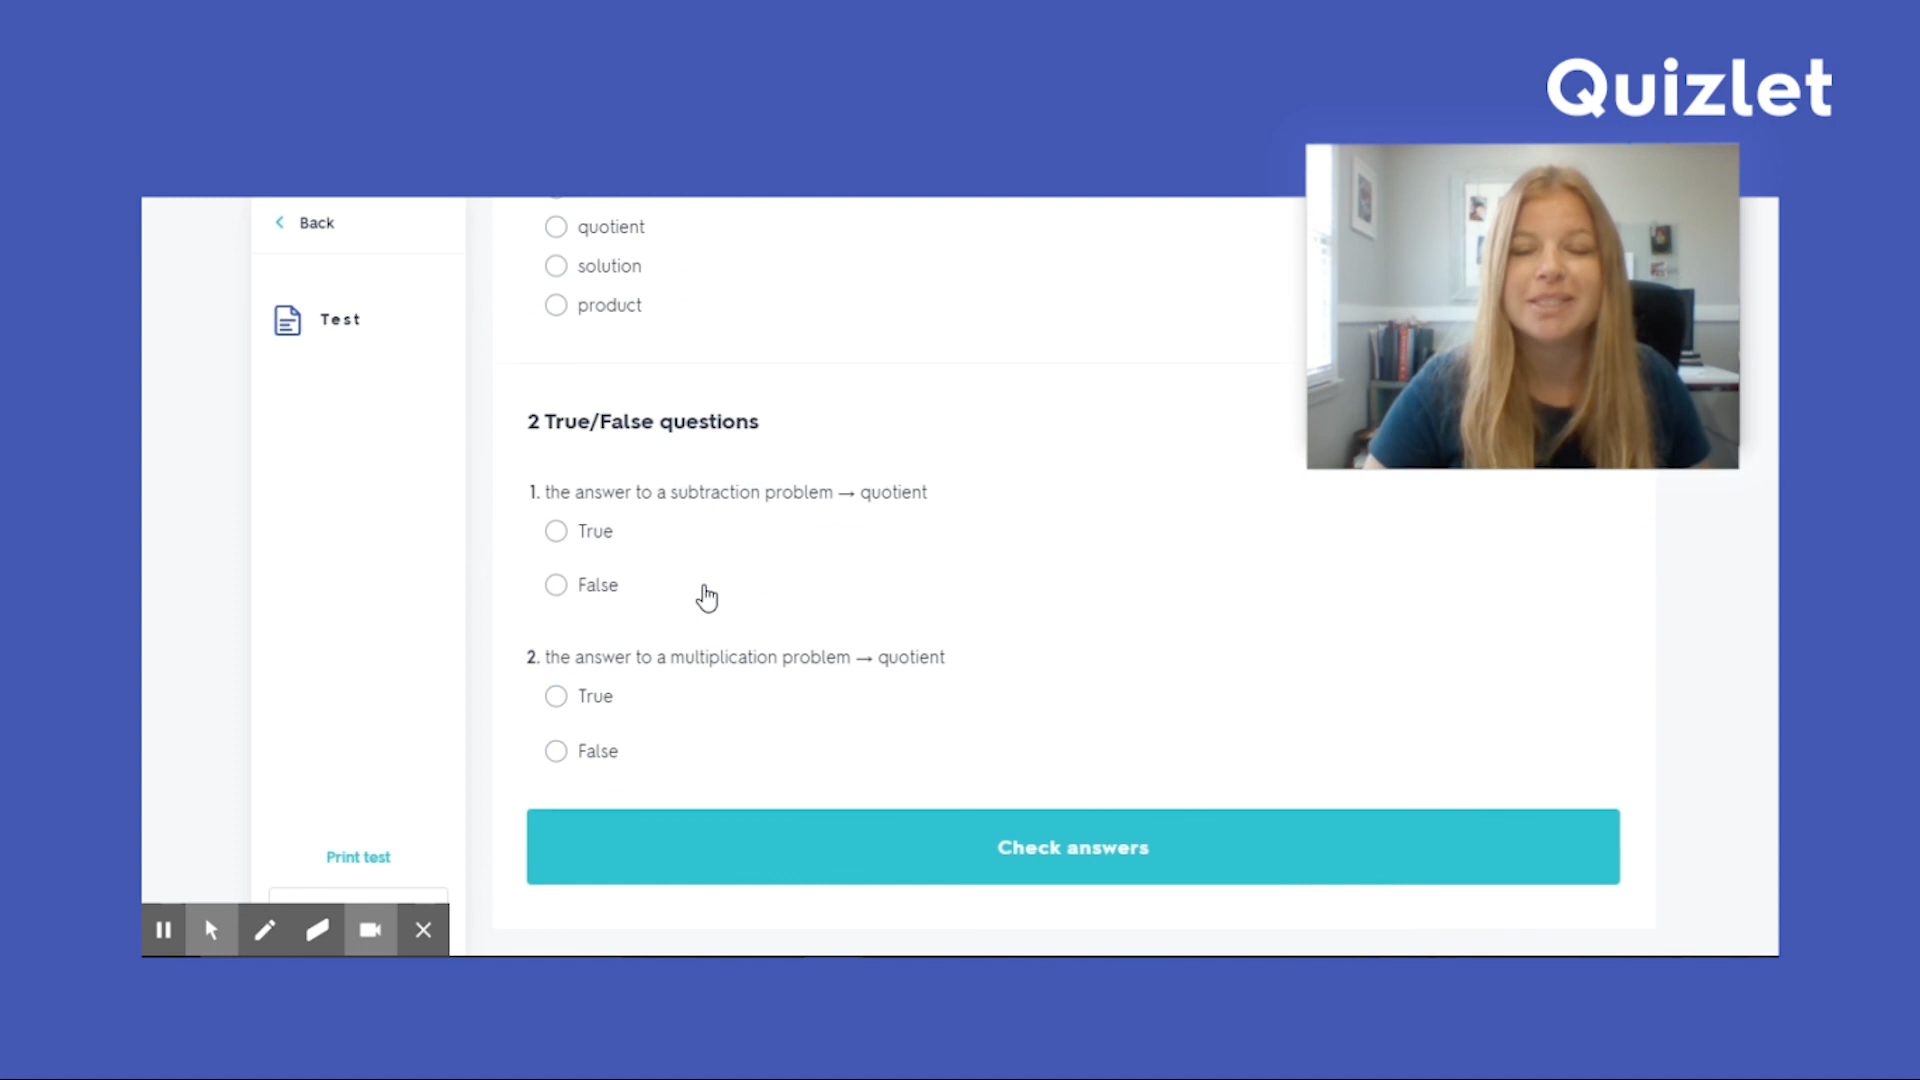 Quizlet
Back
Test
quotient
solution
product
2 True/False questions
1. the answer to a subtraction problem → quotient
True
False
2. the answer to a multiplication problem → quotient
True
False
Check answers
Print test